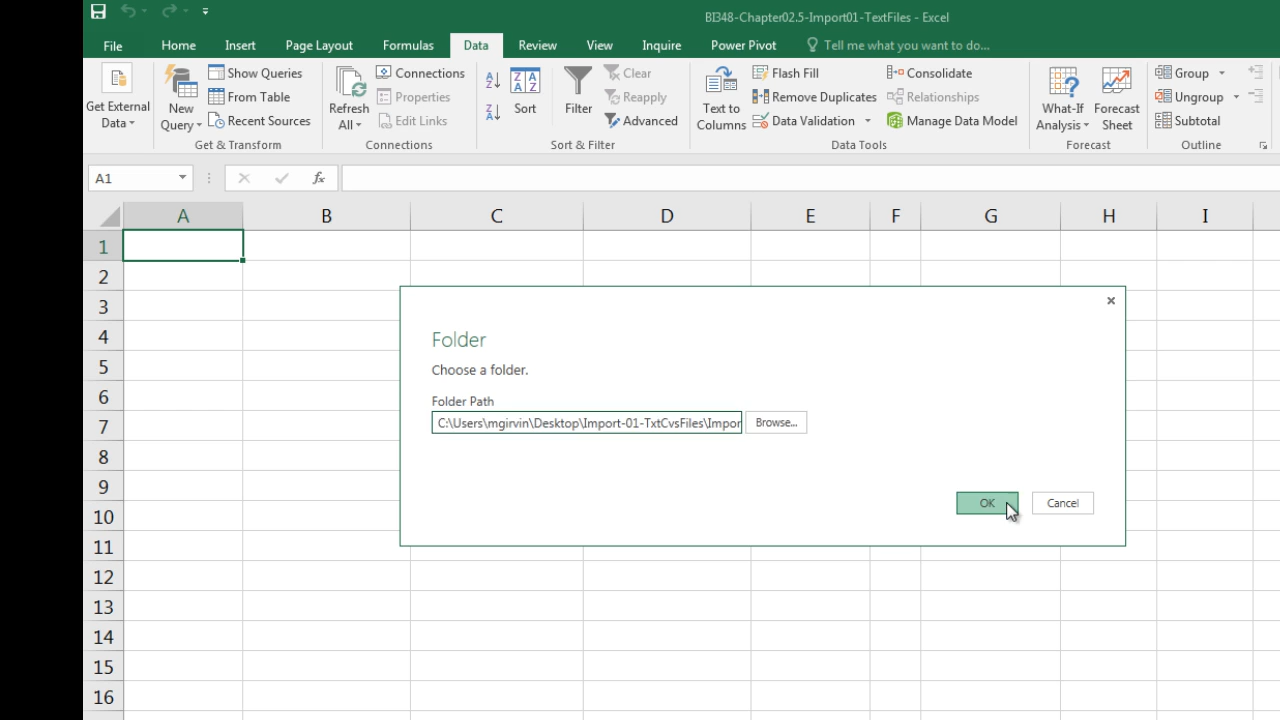 BI348-Chapter02.5-Import01-TextFiles - Excel
File Home Insert Page Layout Formulas Data Review View Inquire Power Pivot Tell me what you want to do...
Get External Data
New Query
Show Queries
From Table
Recent Sources
Get & Transform
Refresh All
Connections
Properties
Edit Links
Connections
Sort
Filter
Clear
Reapply
Advanced
Sort & Filter
Text to Columns
Flash Fill
Remove Duplicates
Data Validation
Consolidate
Relationships
Manage Data Model
Data Tools
What-If Analysis
Forecast Sheet
Forecast
Group
Ungroup
Subtotal
Outline
A1
fx
A B C D E F G H I
1
2
3
4
5
6
7
8
9
10
11
12
13
14
15
16
Folder
Choose a folder.
Folder Path
C:\Users\mgirvin\Desktop\Import-01-TxtCvsFiles\Impor
Browse...
OK Cancel